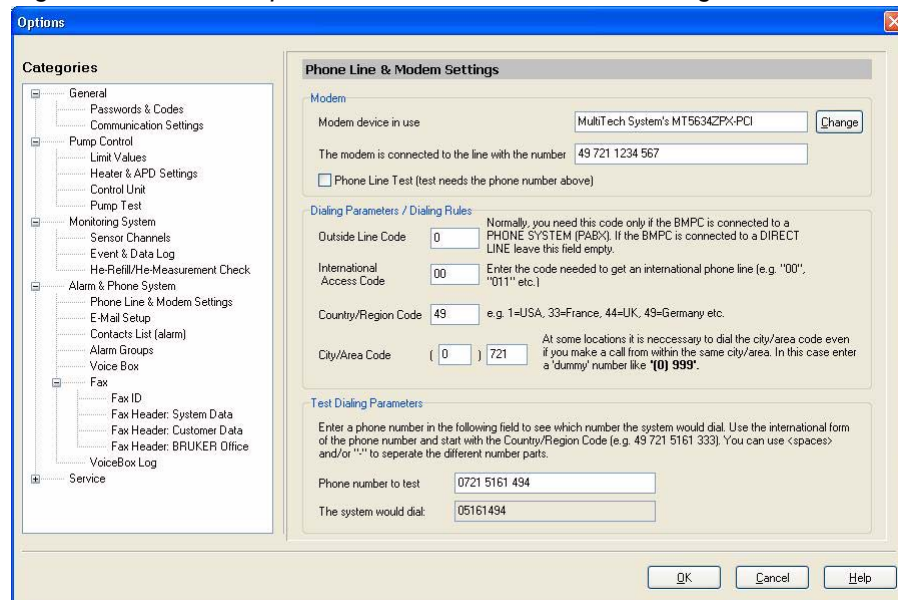 Options
Categories
General
Passwords & Codes
Communication Settings
Pump Control
Limit Values
Heater & APD Settings
Control Unit
Pump Test
Monitoring System
Sensor Channels
Event & Data Log
He-Refill/He-Measurement Check
Alarm & Phone System
Phone Line & Modem Settings
E-Mail Setup
Contacts List (alarm)
Alarm Groups
Voice Box
Fax
Fax ID
Fax Header: System Data
Fax Header: Customer Data
Fax Header: BRUKER Office
VoiceBox Log
Service
Phone Line & Modem Settings
Modem
Modem device in use
MultiTech System's MT5634ZPX-PCI
Change
The modem is connected to the line with the number
49 721 1234 567
Phone Line Test (test needs the phone number above)
Dialing Parameters / Dialing Rules
Outside Line Code
0
Normally, you need this code only if the BMPC is connected to a
PHONE SYSTEM (PABX). If the BMPC is connected to a DIRECT
LINE leave this field empty.
International
Access Code
00
Enter the code needed to get an international phone line (e.g. "00",
"011" etc.)
Country/Region Code
49
e.g. 1=USA, 33=France, 44=UK, 49=Germany etc.
City/Area Code
( 0 ) 721
At some locations it is neccessary to dial the city/area code even
if you make a call from within the same city/area. In this case enter
a 'dummy' number like "(0) 999".
Test Dialing Parameters
Enter a phone number in the following field to see which number the system would dial. Use the international form
of the phone number and start with the Country/Region Code (e.g. 49 721 5161 333). You can use <spaces>
and/or "-" to seperate the different number parts.
Phone number to test
0721 5161 494
The system would dial:
05161494
OK
Cancel
Help